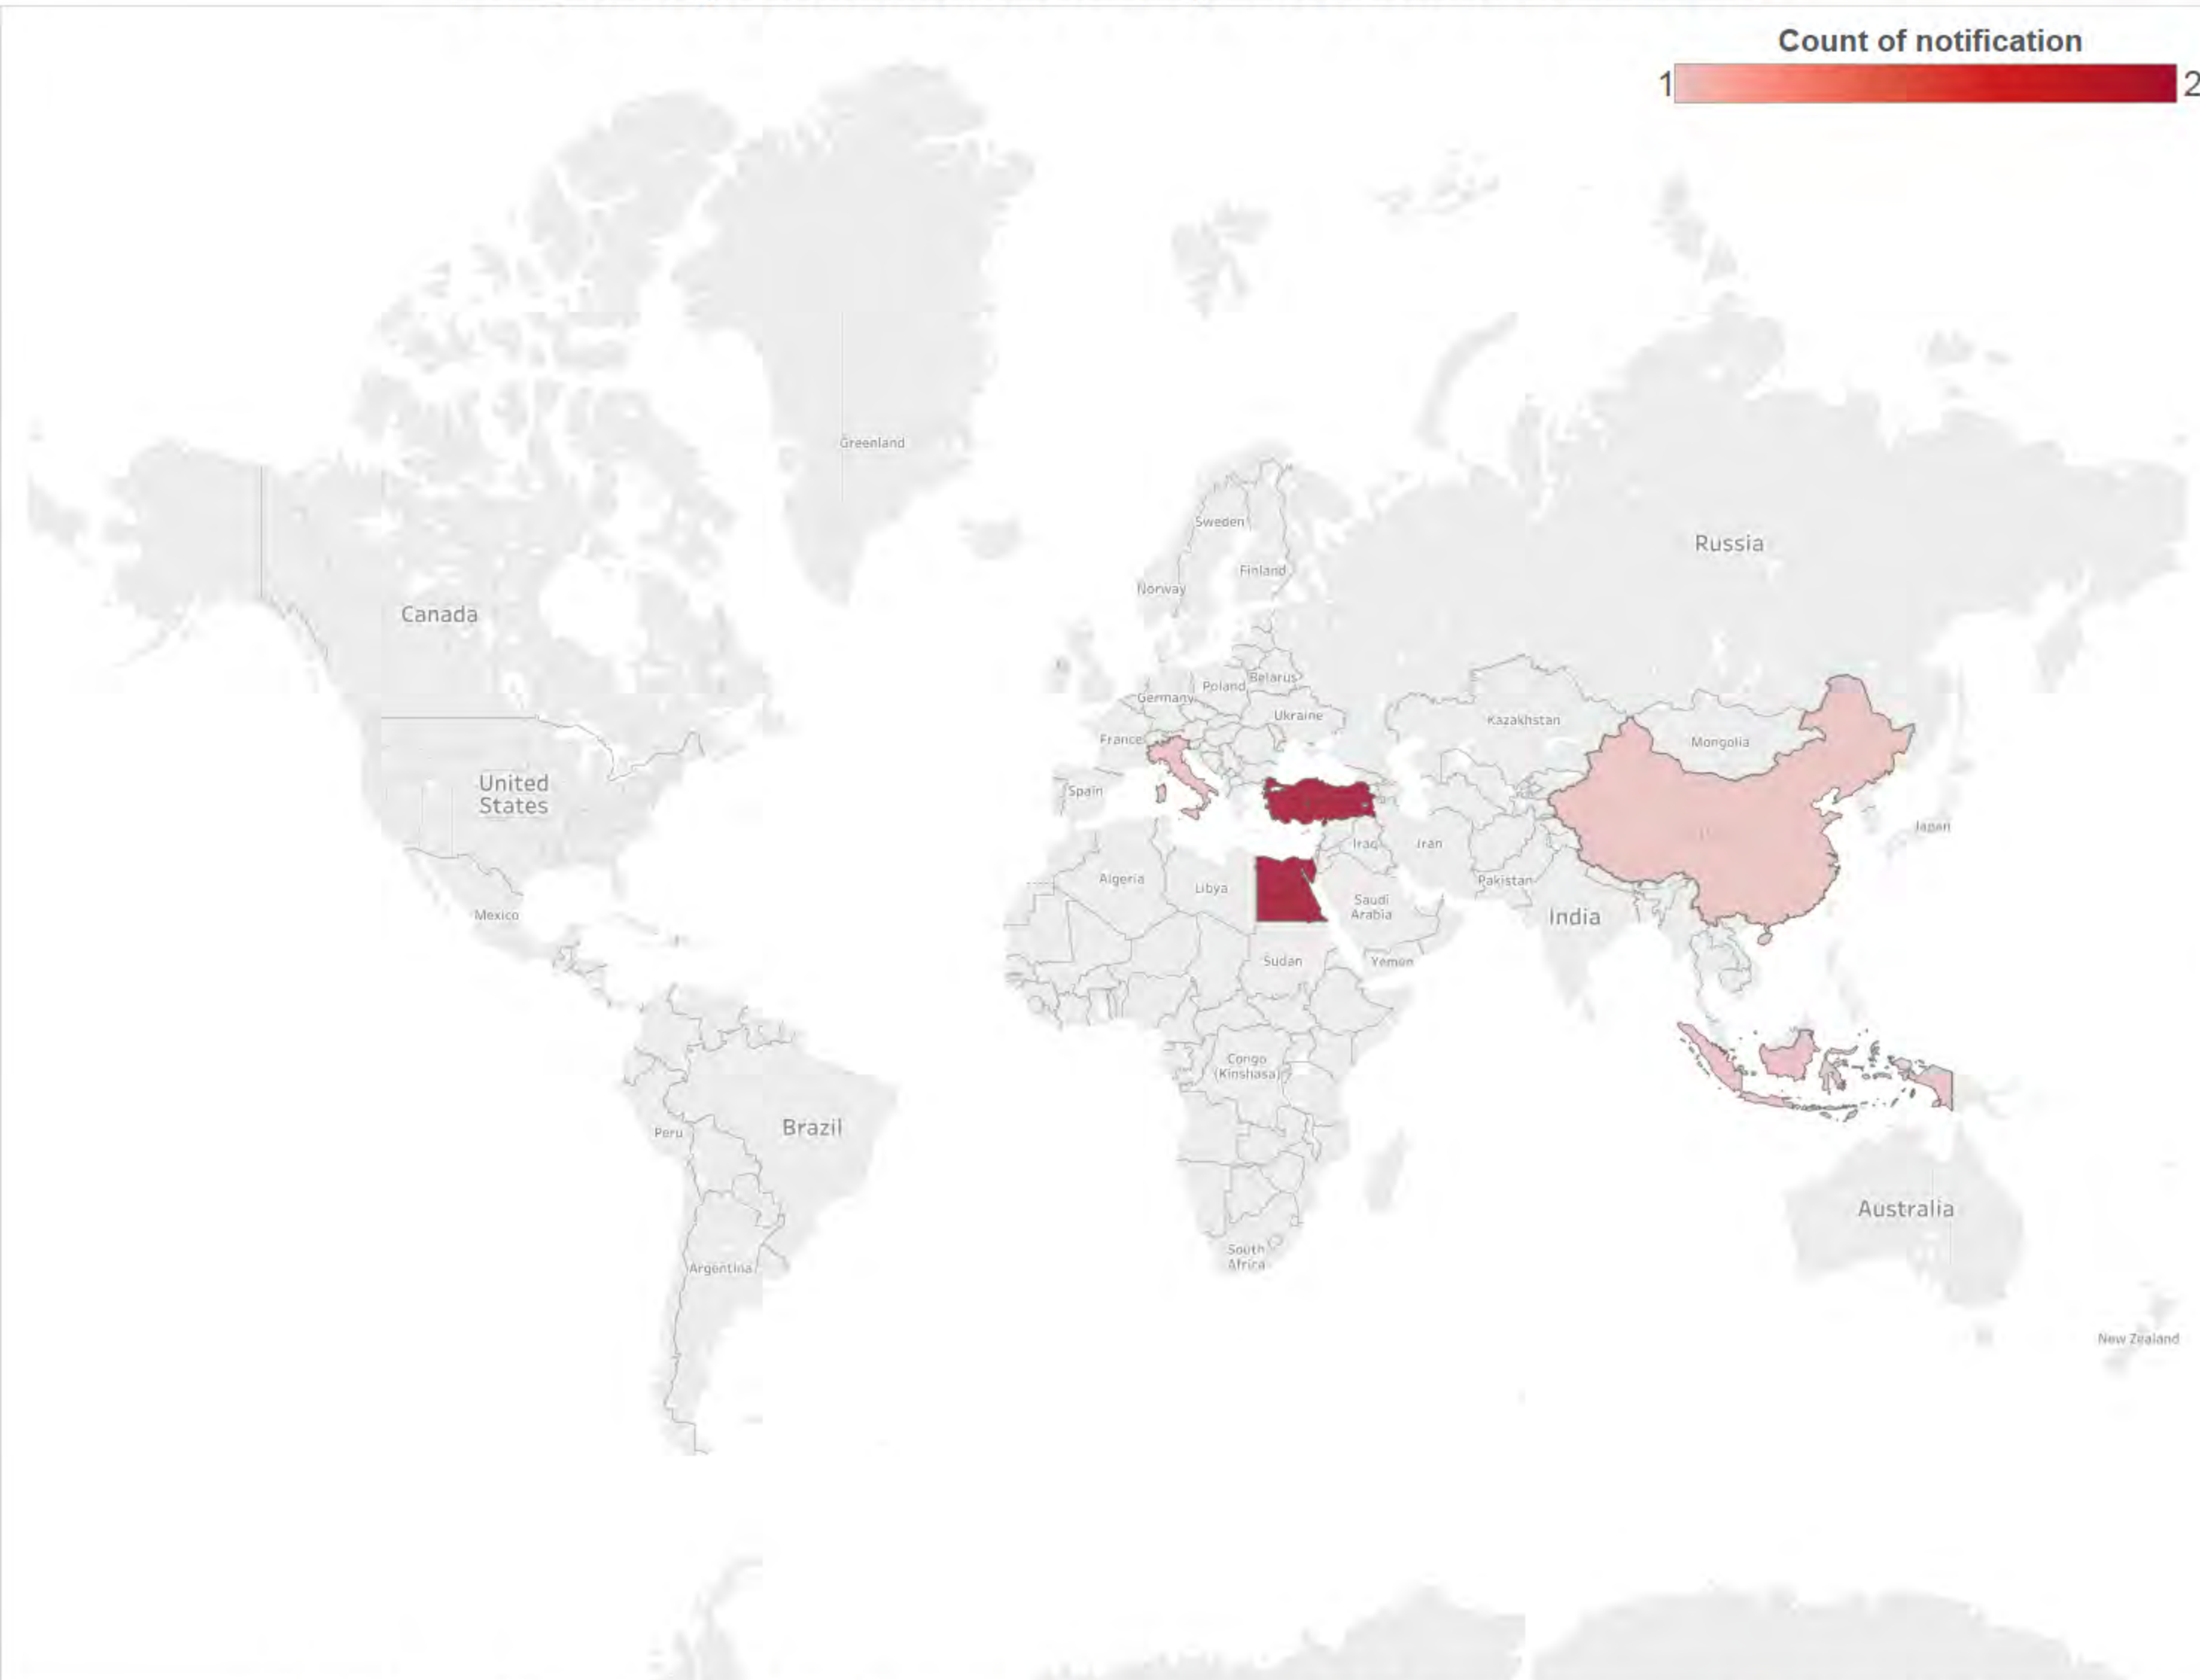 Count of notification
1
2
Greenland
Sweden
Russia
Finland
Norway
Canada
Belarus
Poland
Germany
Ukraine
Kazakhstan
France
Mongolia
United
States
Spain
Japan
Iraq
Iran
Algeria
Pakistan
Libya
Saudi
Arabia
Mexico
India
Sudan
Yemen
Congo
(Kinshasa)
Brazil
Peru
Australia
South
Africa
Argentina
New Zealand